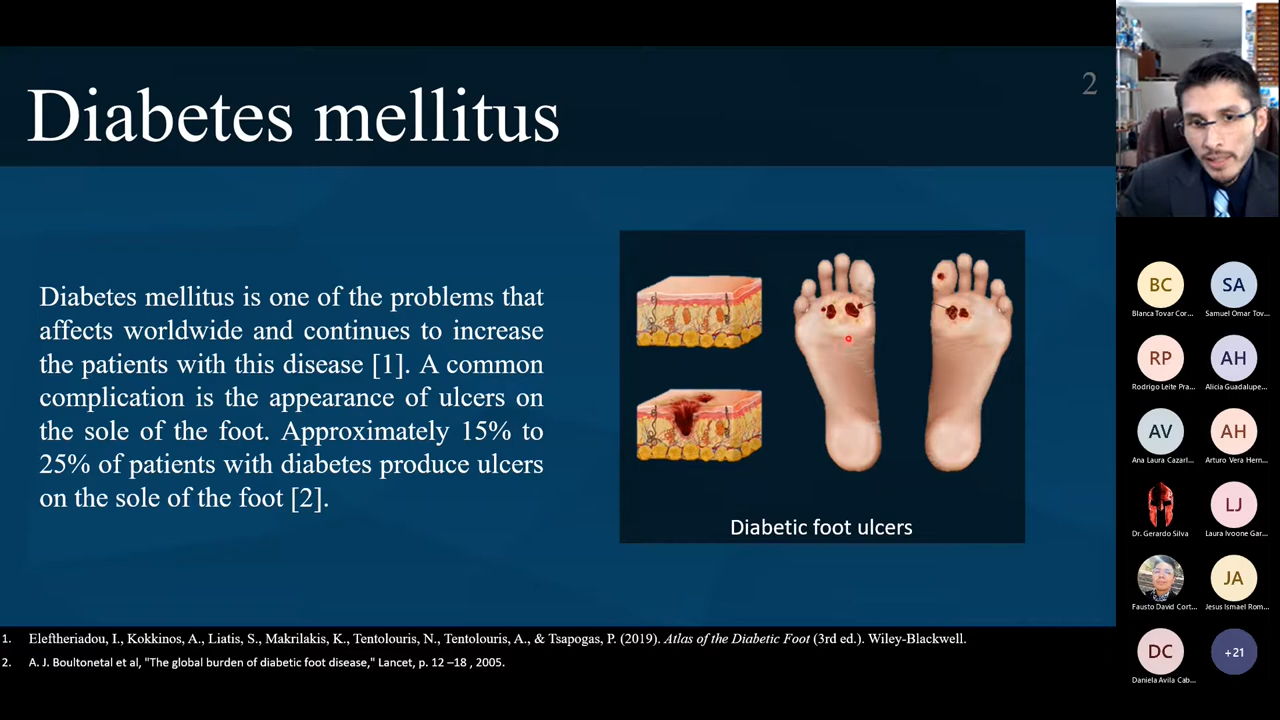 Diabetes mellitus
2
Diabetes mellitus is one of the problems that
affects worldwide and continues to increase
the patients with this disease [1]. A common
complication is the appearance of ulcers on
the sole of the foot. Approximately 15% to
25% of patients with diabetes produce ulcers
on the sole of the foot [2].
Diabetic foot ulcers
1. Eleftheriadou, I., Kokkinos, A., Liatis, S., Makrilakis, K., Tentolouris, N., Tentolouris, A., & Tsapogas, P. (2019). Atlas of the Diabetic Foot (3rd ed.). Wiley-Blackwell.
2. A. J. Boultonetal et al, "The global burden of diabetic foot disease," Lancet, p. 12 –18 , 2005.
BC
Blanca Tovar Cor...
SA
Samuel Omar Tov...
RP
Rodrigo Leite Pra...
AH
Alicia Guadalupe...
AV
Ana Laura Cazarl...
AH
Arturo Vera Hern...
Dr. Gerardo Silva
LJ
Laura Ivoone Gar...
Fausto David Cort...
JA
Jesus Ismael Rom...
DC
Daniela Avila Cab...
+21